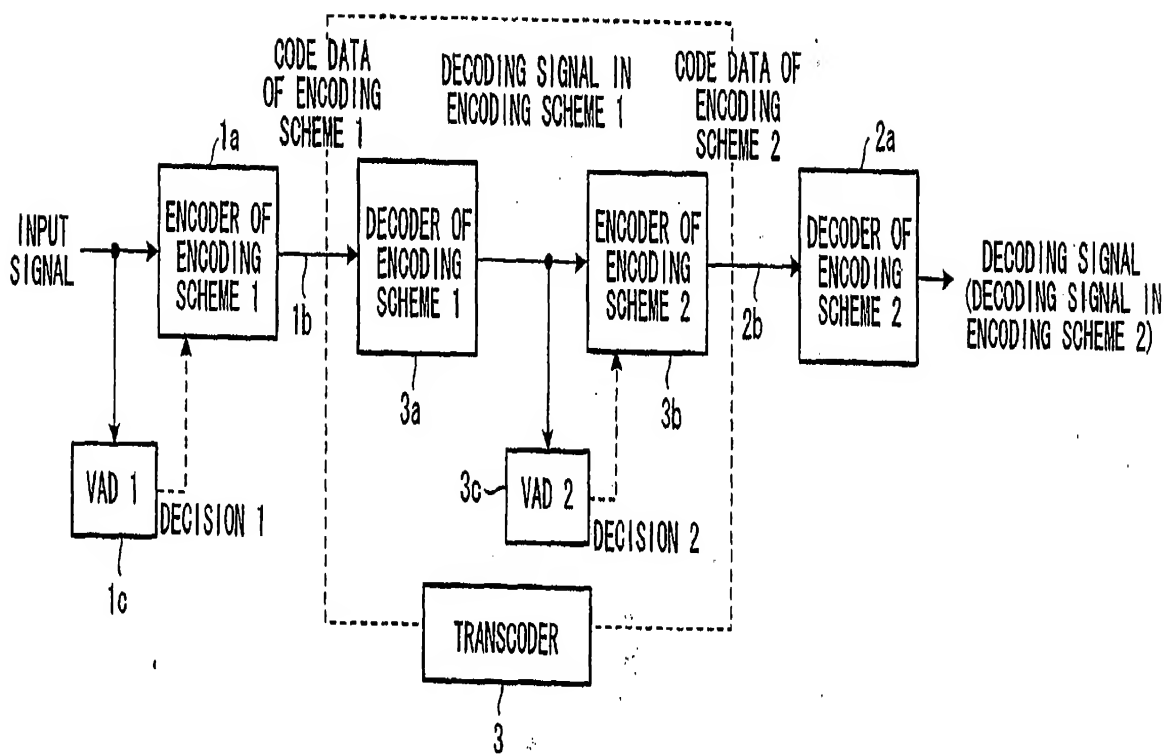 CODE DATA
OF ENCODING
SCHEME 1
DECODING SIGNAL IN
ENCODING SCHEME 1
CODE DATA OF
ENCODING
SCHEME 2
1a
2a
INPUT
SIGNAL
ENCODER OF
ENCODING
SCHEME 1
1b
DECODER OF
ENCODING
SCHEME 1
3a
ENCODER OF
ENCODING
SCHEME 2
3b
2b
DECODER OF
ENCODING
SCHEME 2
DECODING SIGNAL
(DECODING SIGNAL IN
ENCODING SCHEME 2)
VAD 1
DECISION 1
1c
3c
VAD 2
DECISION 2
TRANSCODER
3